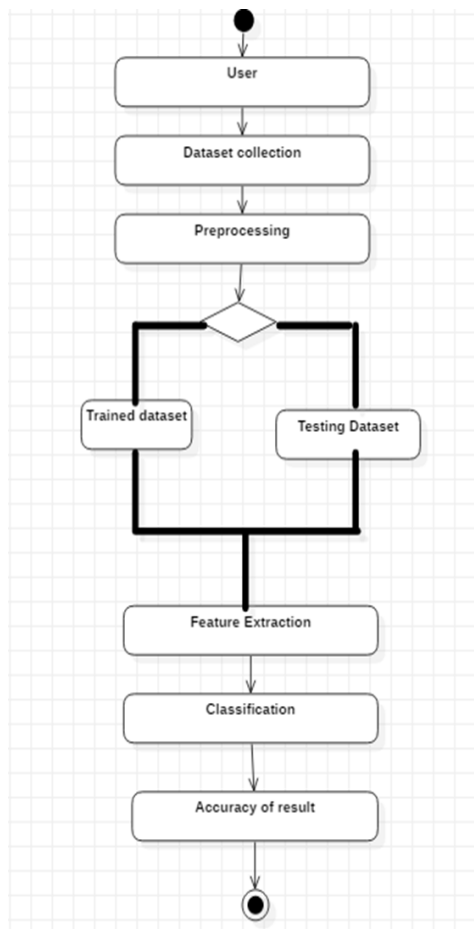 User
Dataset collection
Preprocessing
Trained dataset
Testing Dataset
Feature Extraction
Classification
Accuracy of result